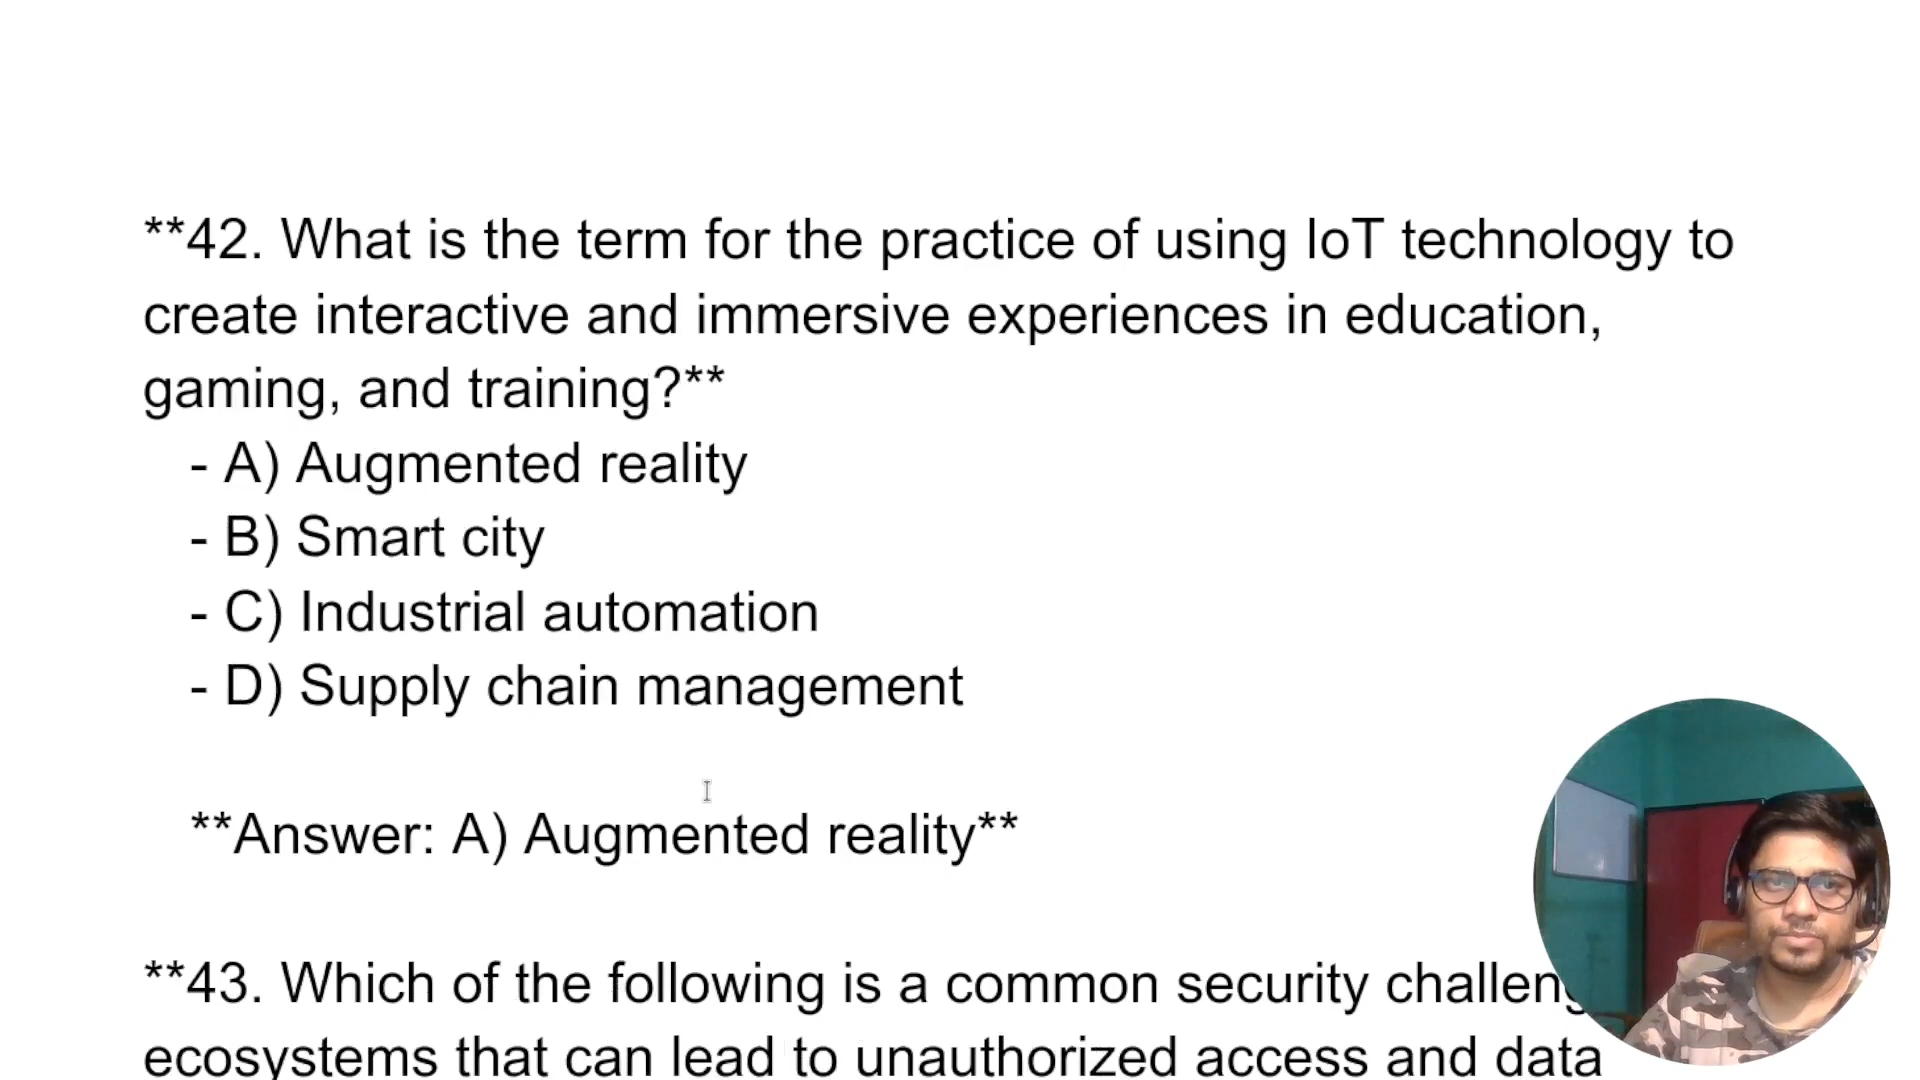 **42. What is the term for the practice of using IoT technology to
create interactive and immersive experiences in education,
gaming, and training?**
- A) Augmented reality
- B) Smart city
- C) Industrial automation
- D) Supply chain management
**Answer: A) Augmented reality**
**43. Which of the following is a common security
ecosystems that can lead to unauthorized access and data